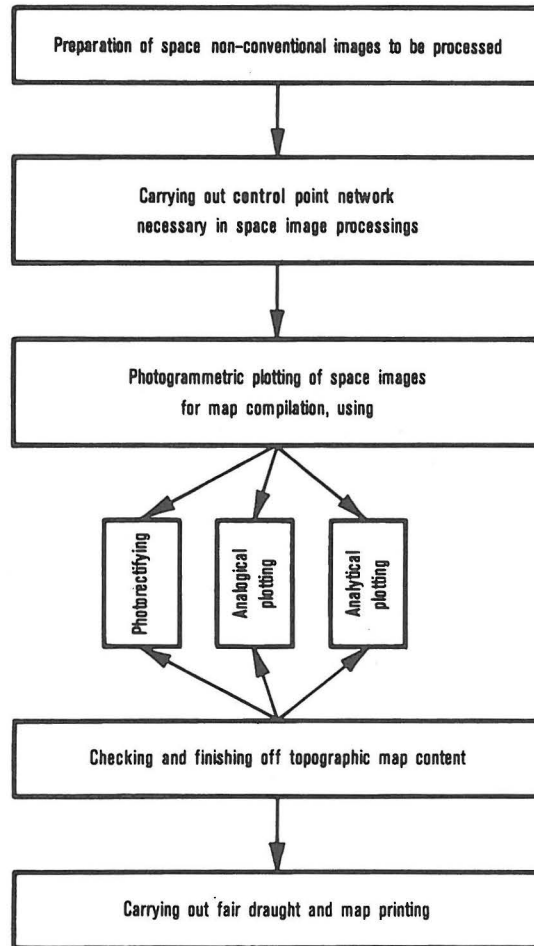 Preparation of space non-conventional images to be processed
Carrying out control point network
necessary in space image processings
Photogrammetric plotting of space images
for map compilation, using
Photorectifying
Analogical
plotting
Analytical
plotting
Checking and finishing off topographic map content
Carrying out fair draught and map printing